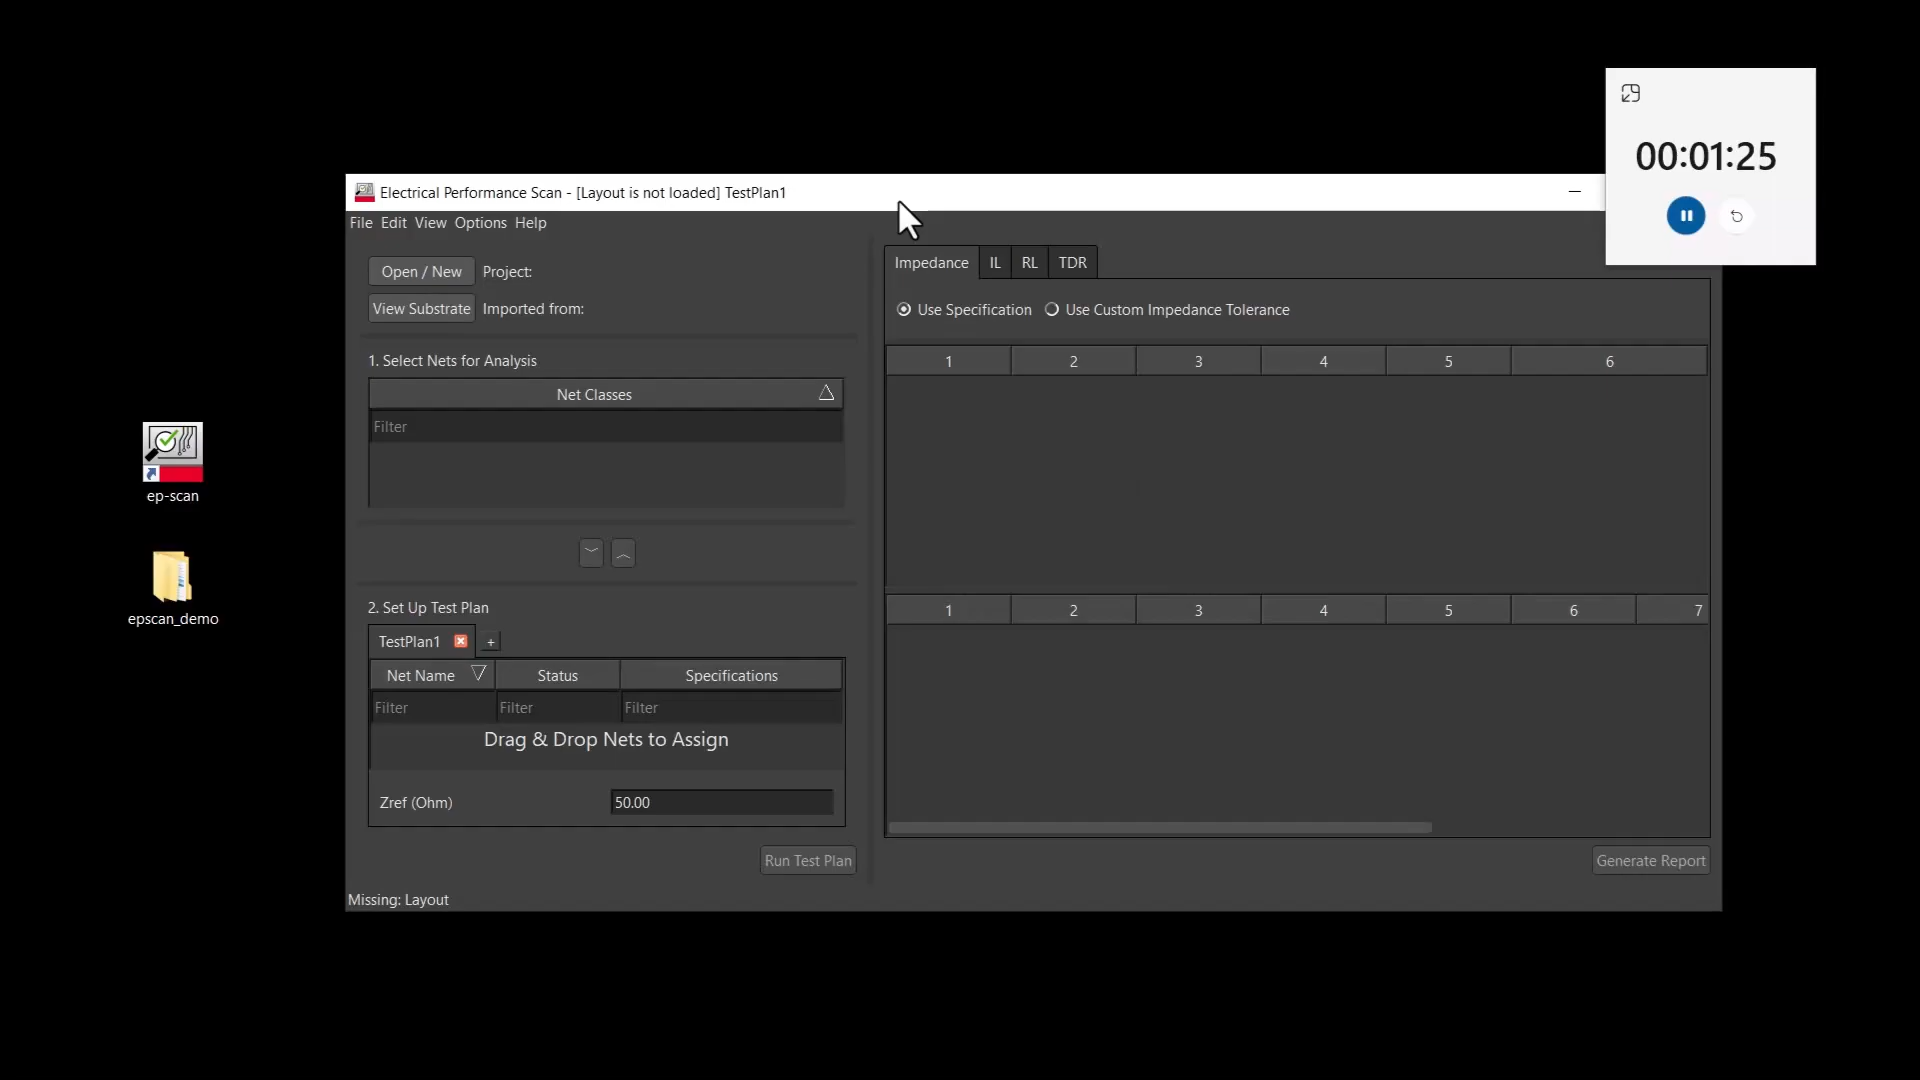 00:01:25
Electrical Performance Scan - [Layout is not loaded] TestPlan1
File Edit View Options Help
Open / New Project:
View Substrate Imported from:
1. Select Nets for Analysis
Net Classes
Filter
2. Set Up Test Plan
TestPlan1 +
Net Name Status Specifications
Filter Filter Filter
Drag & Drop Nets to Assign
Zref (Ohm) 50.00
Run Test Plan
Missing: Layout
Impedance IL RL TDR
Use Specification Use Custom Impedance Tolerance
1 2 3 4 5 6
1 2 3 4 5 6 7
Generate Report
ep-scan
epscan_demo